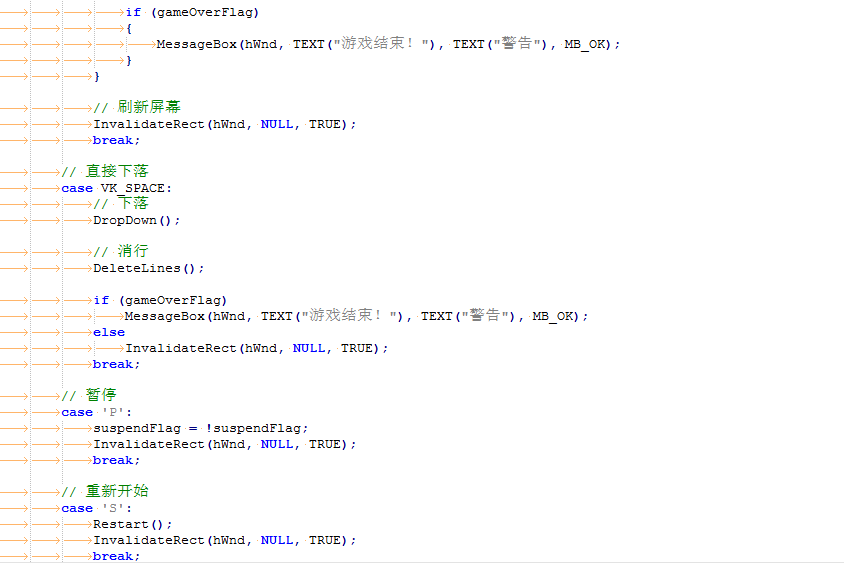 if (gameOverFlag)
{
MessageBox(hWnd, TEXT("游戏结束！"), TEXT("警告"), MB_OK);
}
}
// 刷新屏幕
InvalidateRect(hWnd, NULL, TRUE);
break;
// 直接下落
case VK_SPACE:
// 下落
DropDown();
// 消行
DeleteLines();
if (gameOverFlag)
MessageBox(hWnd, TEXT("游戏结束！"), TEXT("警告"), MB_OK);
else
InvalidateRect(hWnd, NULL, TRUE);
break;
// 暂停
case 'P':
suspendFlag = !suspendFlag;
InvalidateRect(hWnd, NULL, TRUE);
break;
// 重新开始
case 'S':
Restart();
InvalidateRect(hWnd, NULL, TRUE);
break;